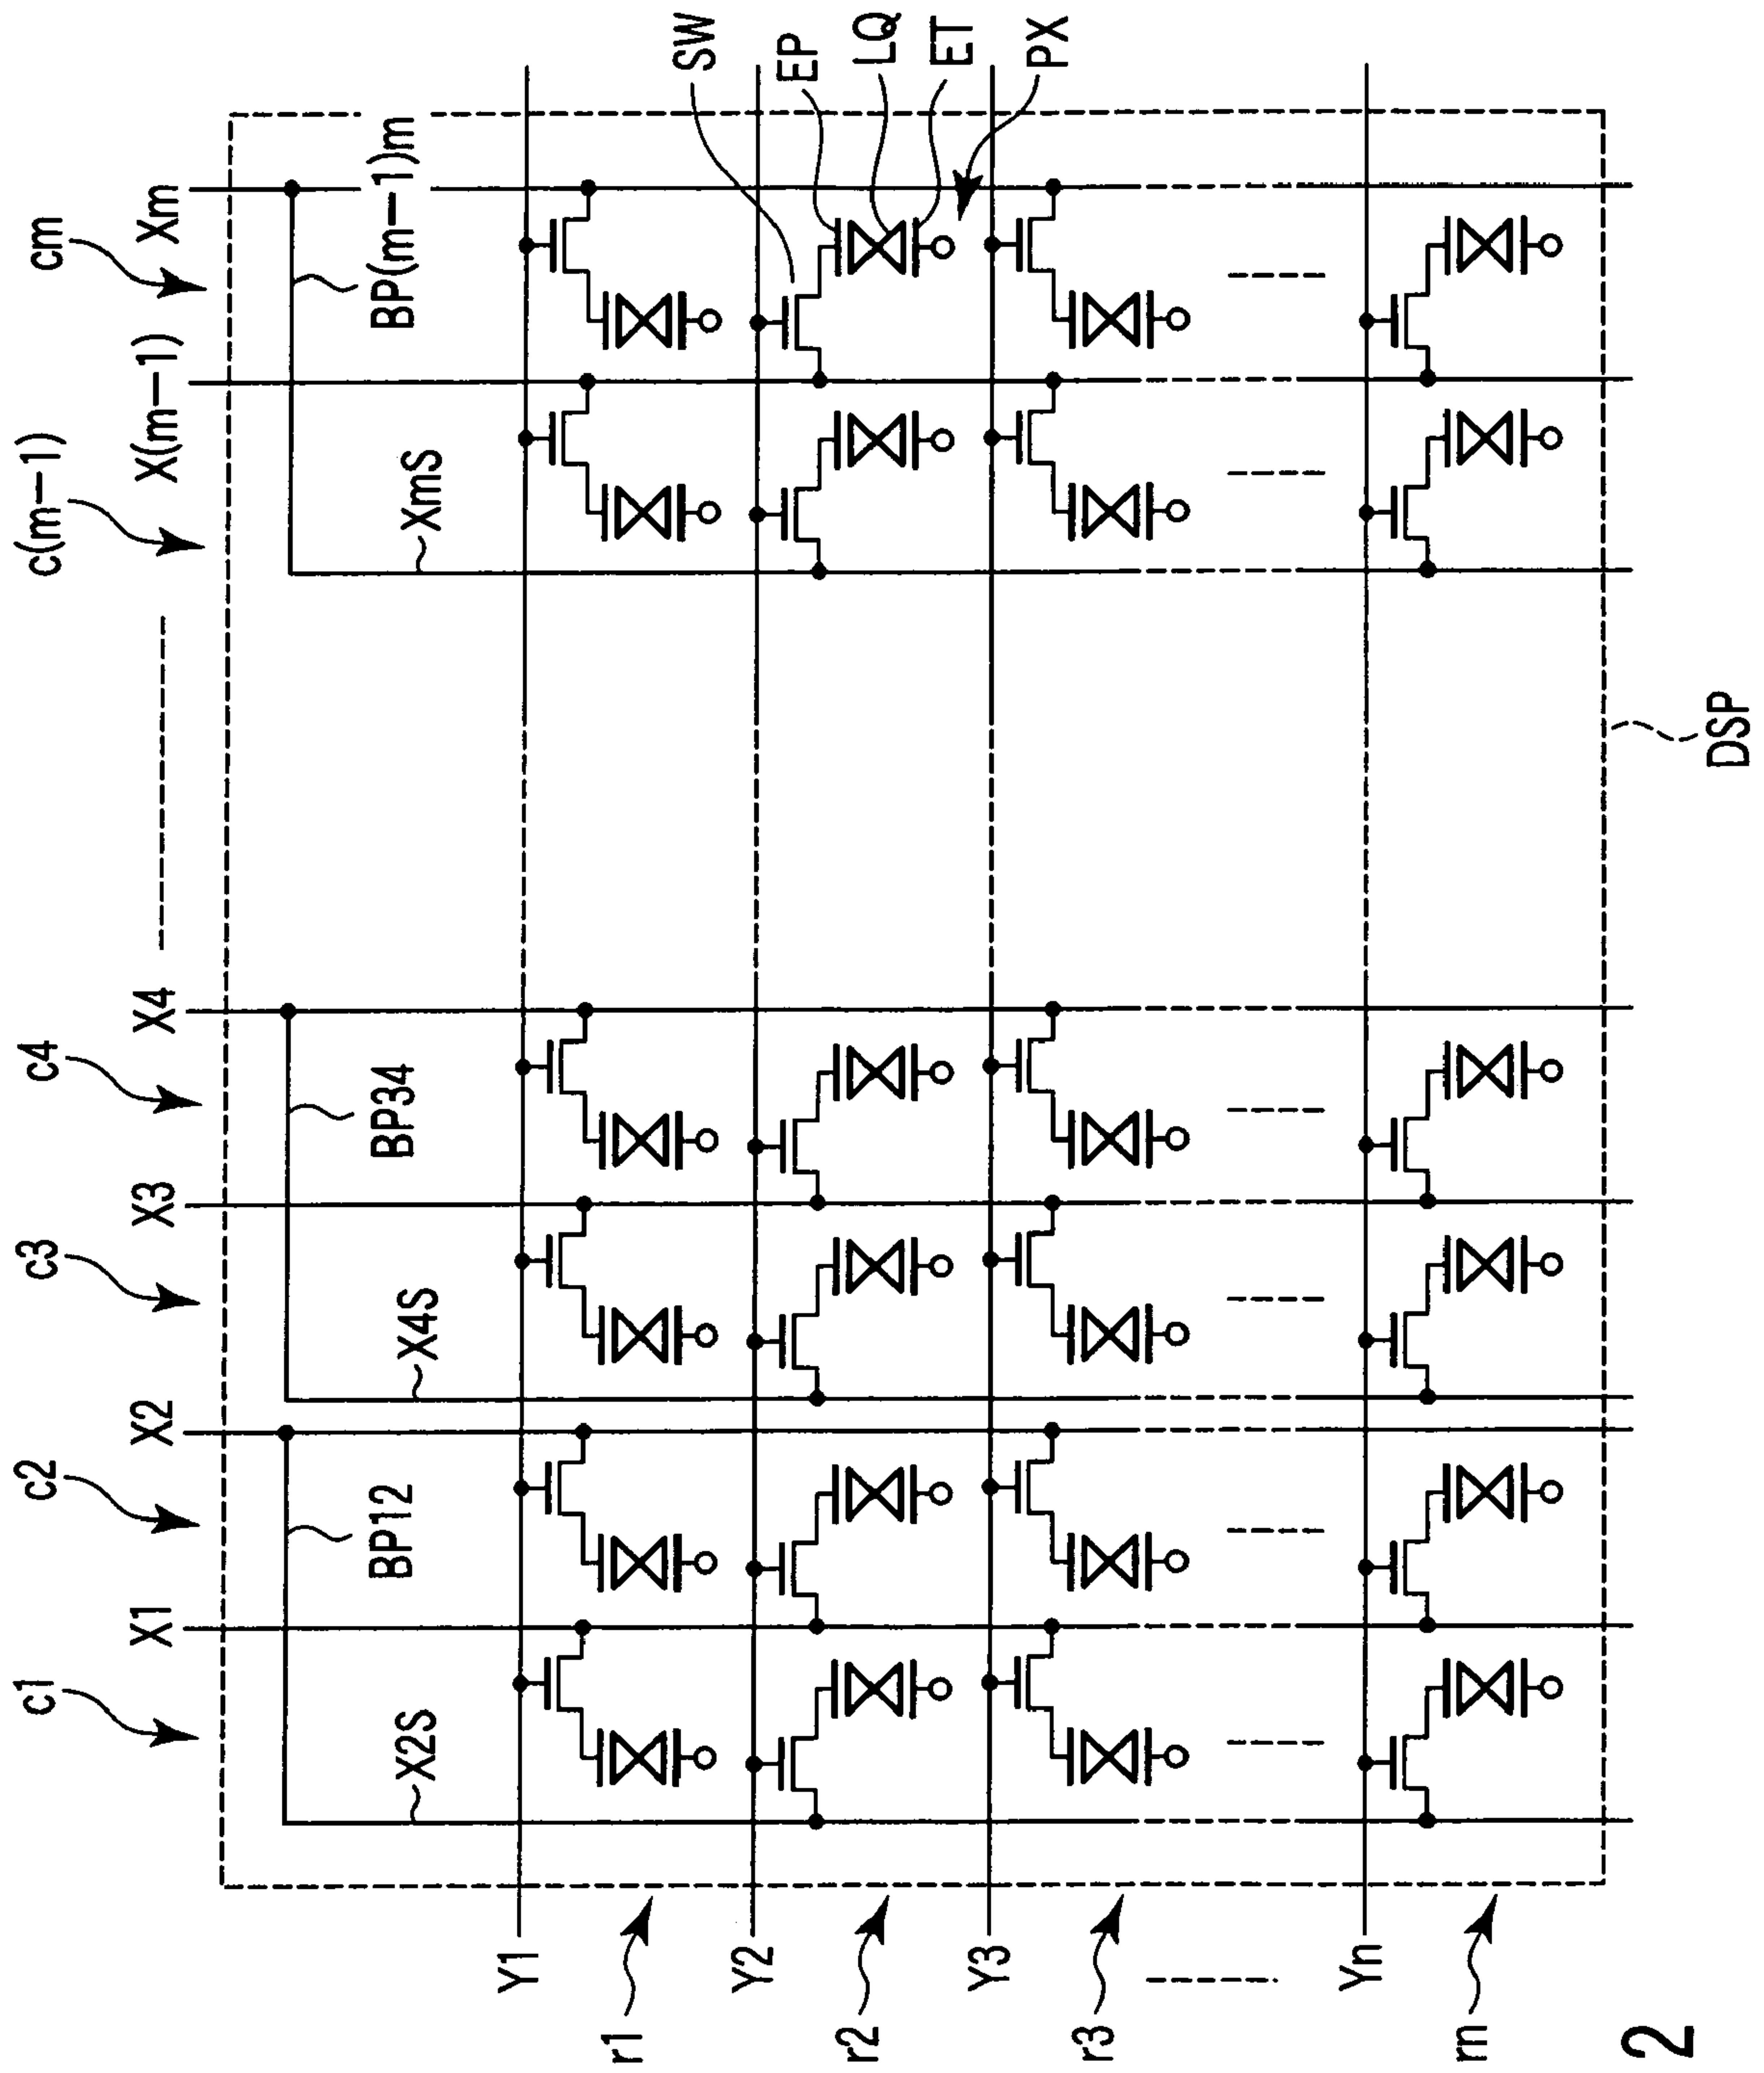 c1
c2
c3
c4
c(m-1)
cm
X1
X2
X3
X4
X(m-1)
Xm
BP12
BP34
BP(m-1)m
X2S
X4S
XmS
SW
EP
LQ
ET
PX
Y1
r1
Y2
r2
Y3
r3
Yn
rn
DSP
2